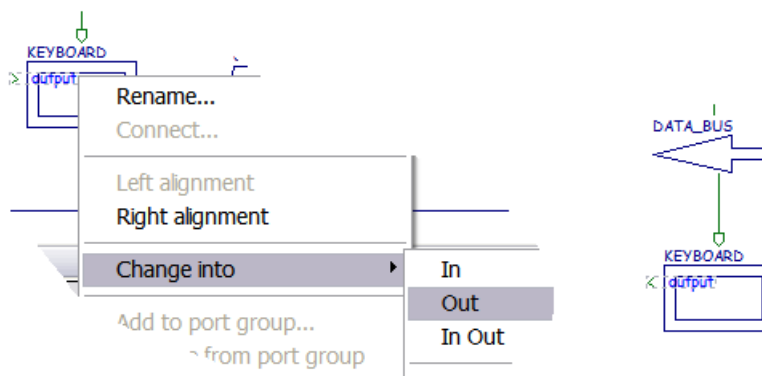 KEYBOARD
output
Rename...
Connect...
Left alignment
Right alignment
Change into
In
Out
In Out
Add to port group...
from port group
DATA_BUS
KEYBOARD
output